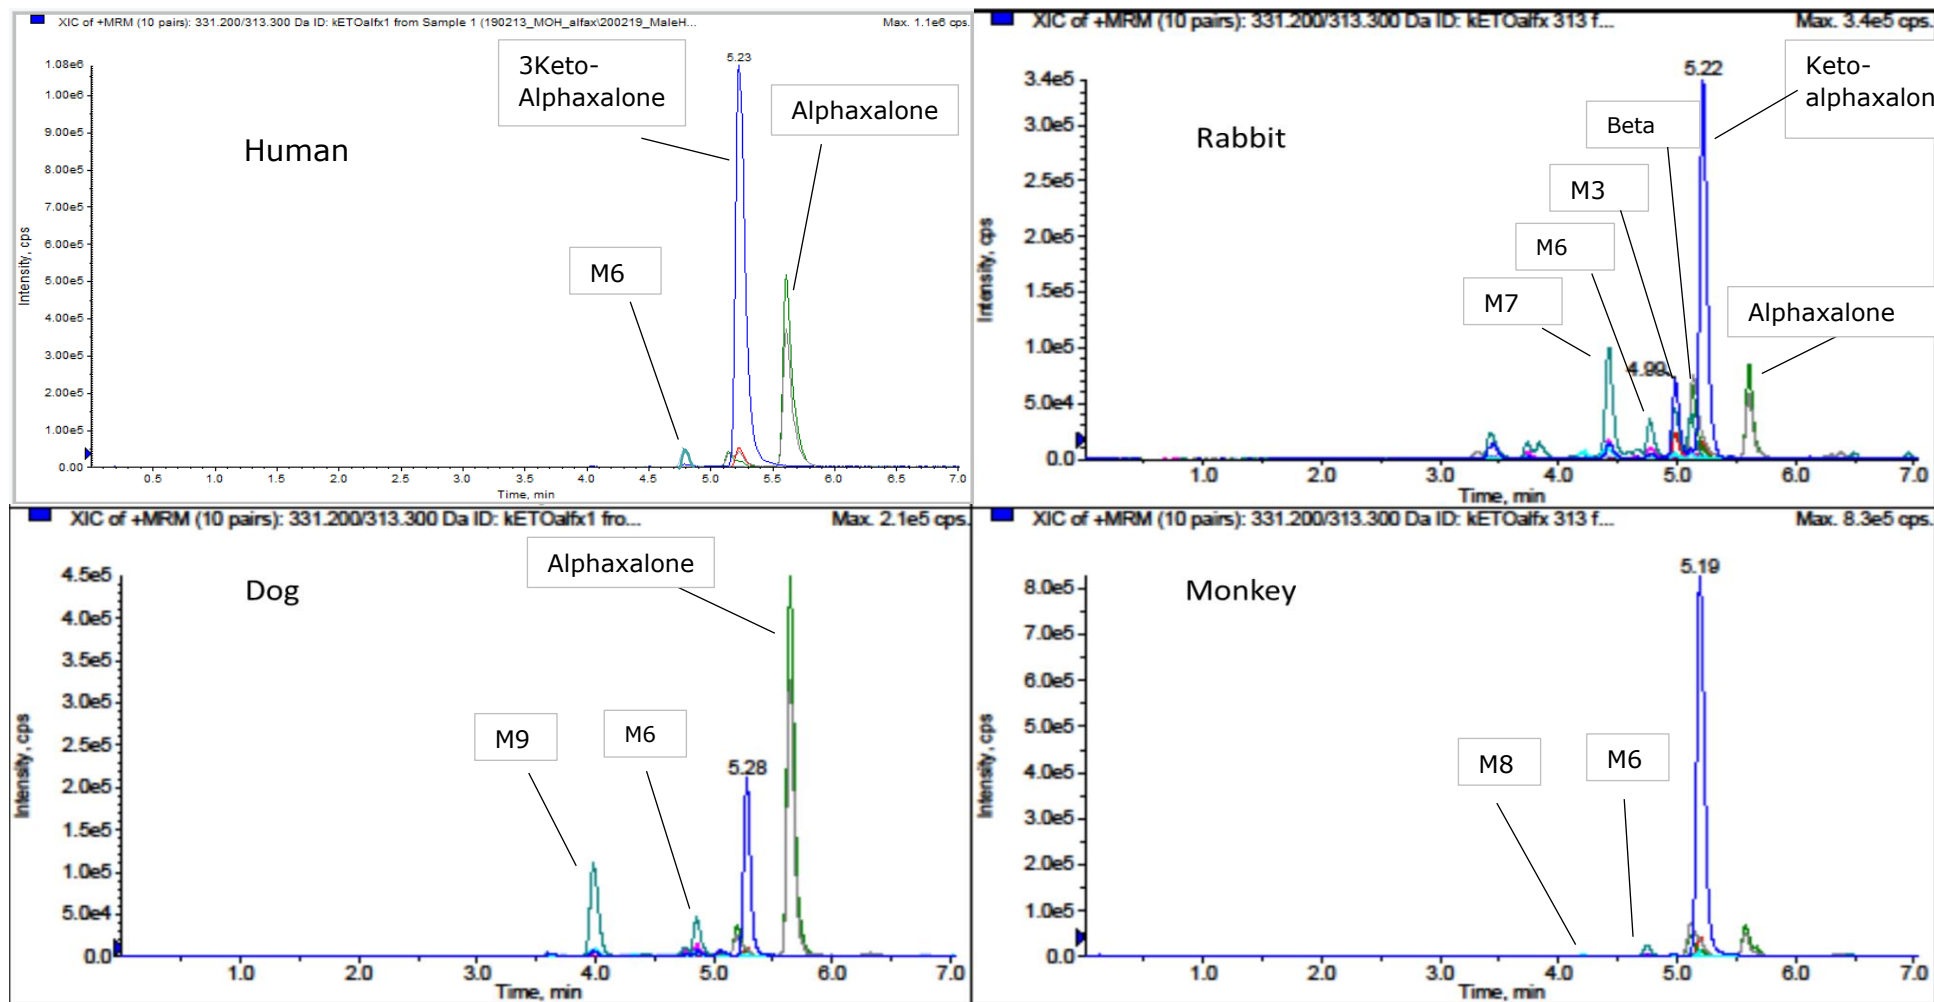 XIC of +MRM (10 pairs): 331.200/313.300 Da ID: kETOalfx1 from Sample 1 (190213_MOH_alfax\200219_MaleH...
Max. 1.1e6 cps.
1.08e6
1.00e6
9.00e5
8.00e5
7.00e5
6.00e5
5.00e5
4.00e5
3.00e5
2.00e5
1.00e5
0.00
Intensity, cps
Human
3Keto-
Alphaxalone
5.23
Alphaxalone
M6
0.5 1.0 1.5 2.0 2.5 3.0 3.5 4.0 4.5 5.0 5.5 6.0 6.5 7.0
Time, min
XIC of +MRM (10 pairs): 331.200/313.300 Da ID: kETOalfx 313 f...
Max. 3.4e5 cps.
3.4e5
3.0e5
2.5e5
2.0e5
1.5e5
1.0e5
5.0e4
0.0
Intensity, cps
Rabbit
5.22
Keto-
alphaxalon
Beta
M3
M6
M7
4.99
Alphaxalone
1.0 2.0 3.0 4.0 5.0 6.0 7.0
Time, min
XIC of +MRM (10 pairs): 331.200/313.300 Da ID: kETOalfx1 fro...
Max. 2.1e5 cps.
4.5e5
4.0e5
3.5e5
3.0e5
2.5e5
2.0e5
1.5e5
1.0e5
5.0e4
0.0
Intensity, cps
Dog
Alphaxalone
M9
M6
5.28
1.0 2.0 3.0 4.0 5.0 6.0 7.0
Time, min
XIC of +MRM (10 pairs): 331.200/313.300 Da ID: kETOalfx 313 f...
Max. 8.3e5 cps.
8.0e5
7.0e5
6.0e5
5.0e5
4.0e5
3.0e5
2.0e5
1.0e5
0.0
Intensity, cps
Monkey
5.19
M8
M6
1.0 2.0 3.0 4.0 5.0 6.0 7.0
Time, min